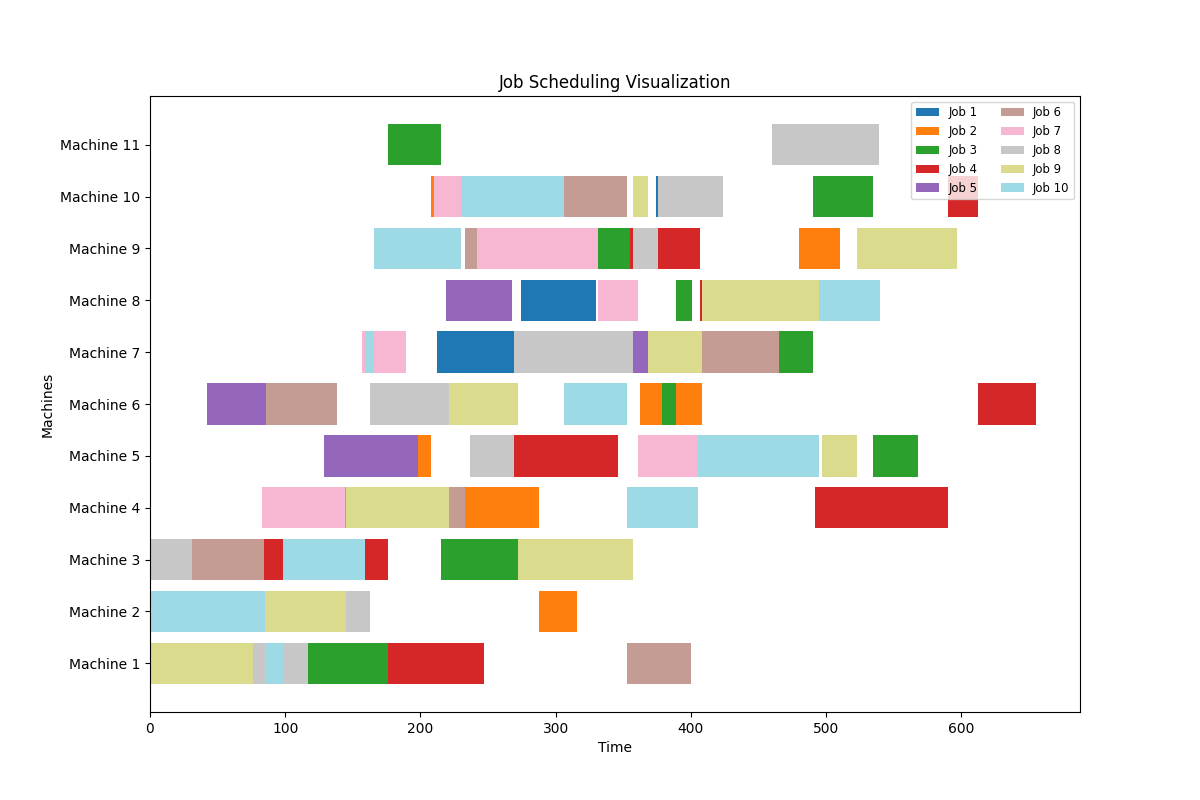 Job Scheduling Visualization
Machine 11
Machine 10
Machine 9
Machine 8
Machine 7
Machine 6
Machine 5
Machine 4
Machine 3
Machine 2
Machine 1
Machines
0 100 200 300 400 500 600
Time
Job 1 Job 6
Job 2 Job 7
Job 3 Job 8
Job 4 Job 9
Job 5 Job 10